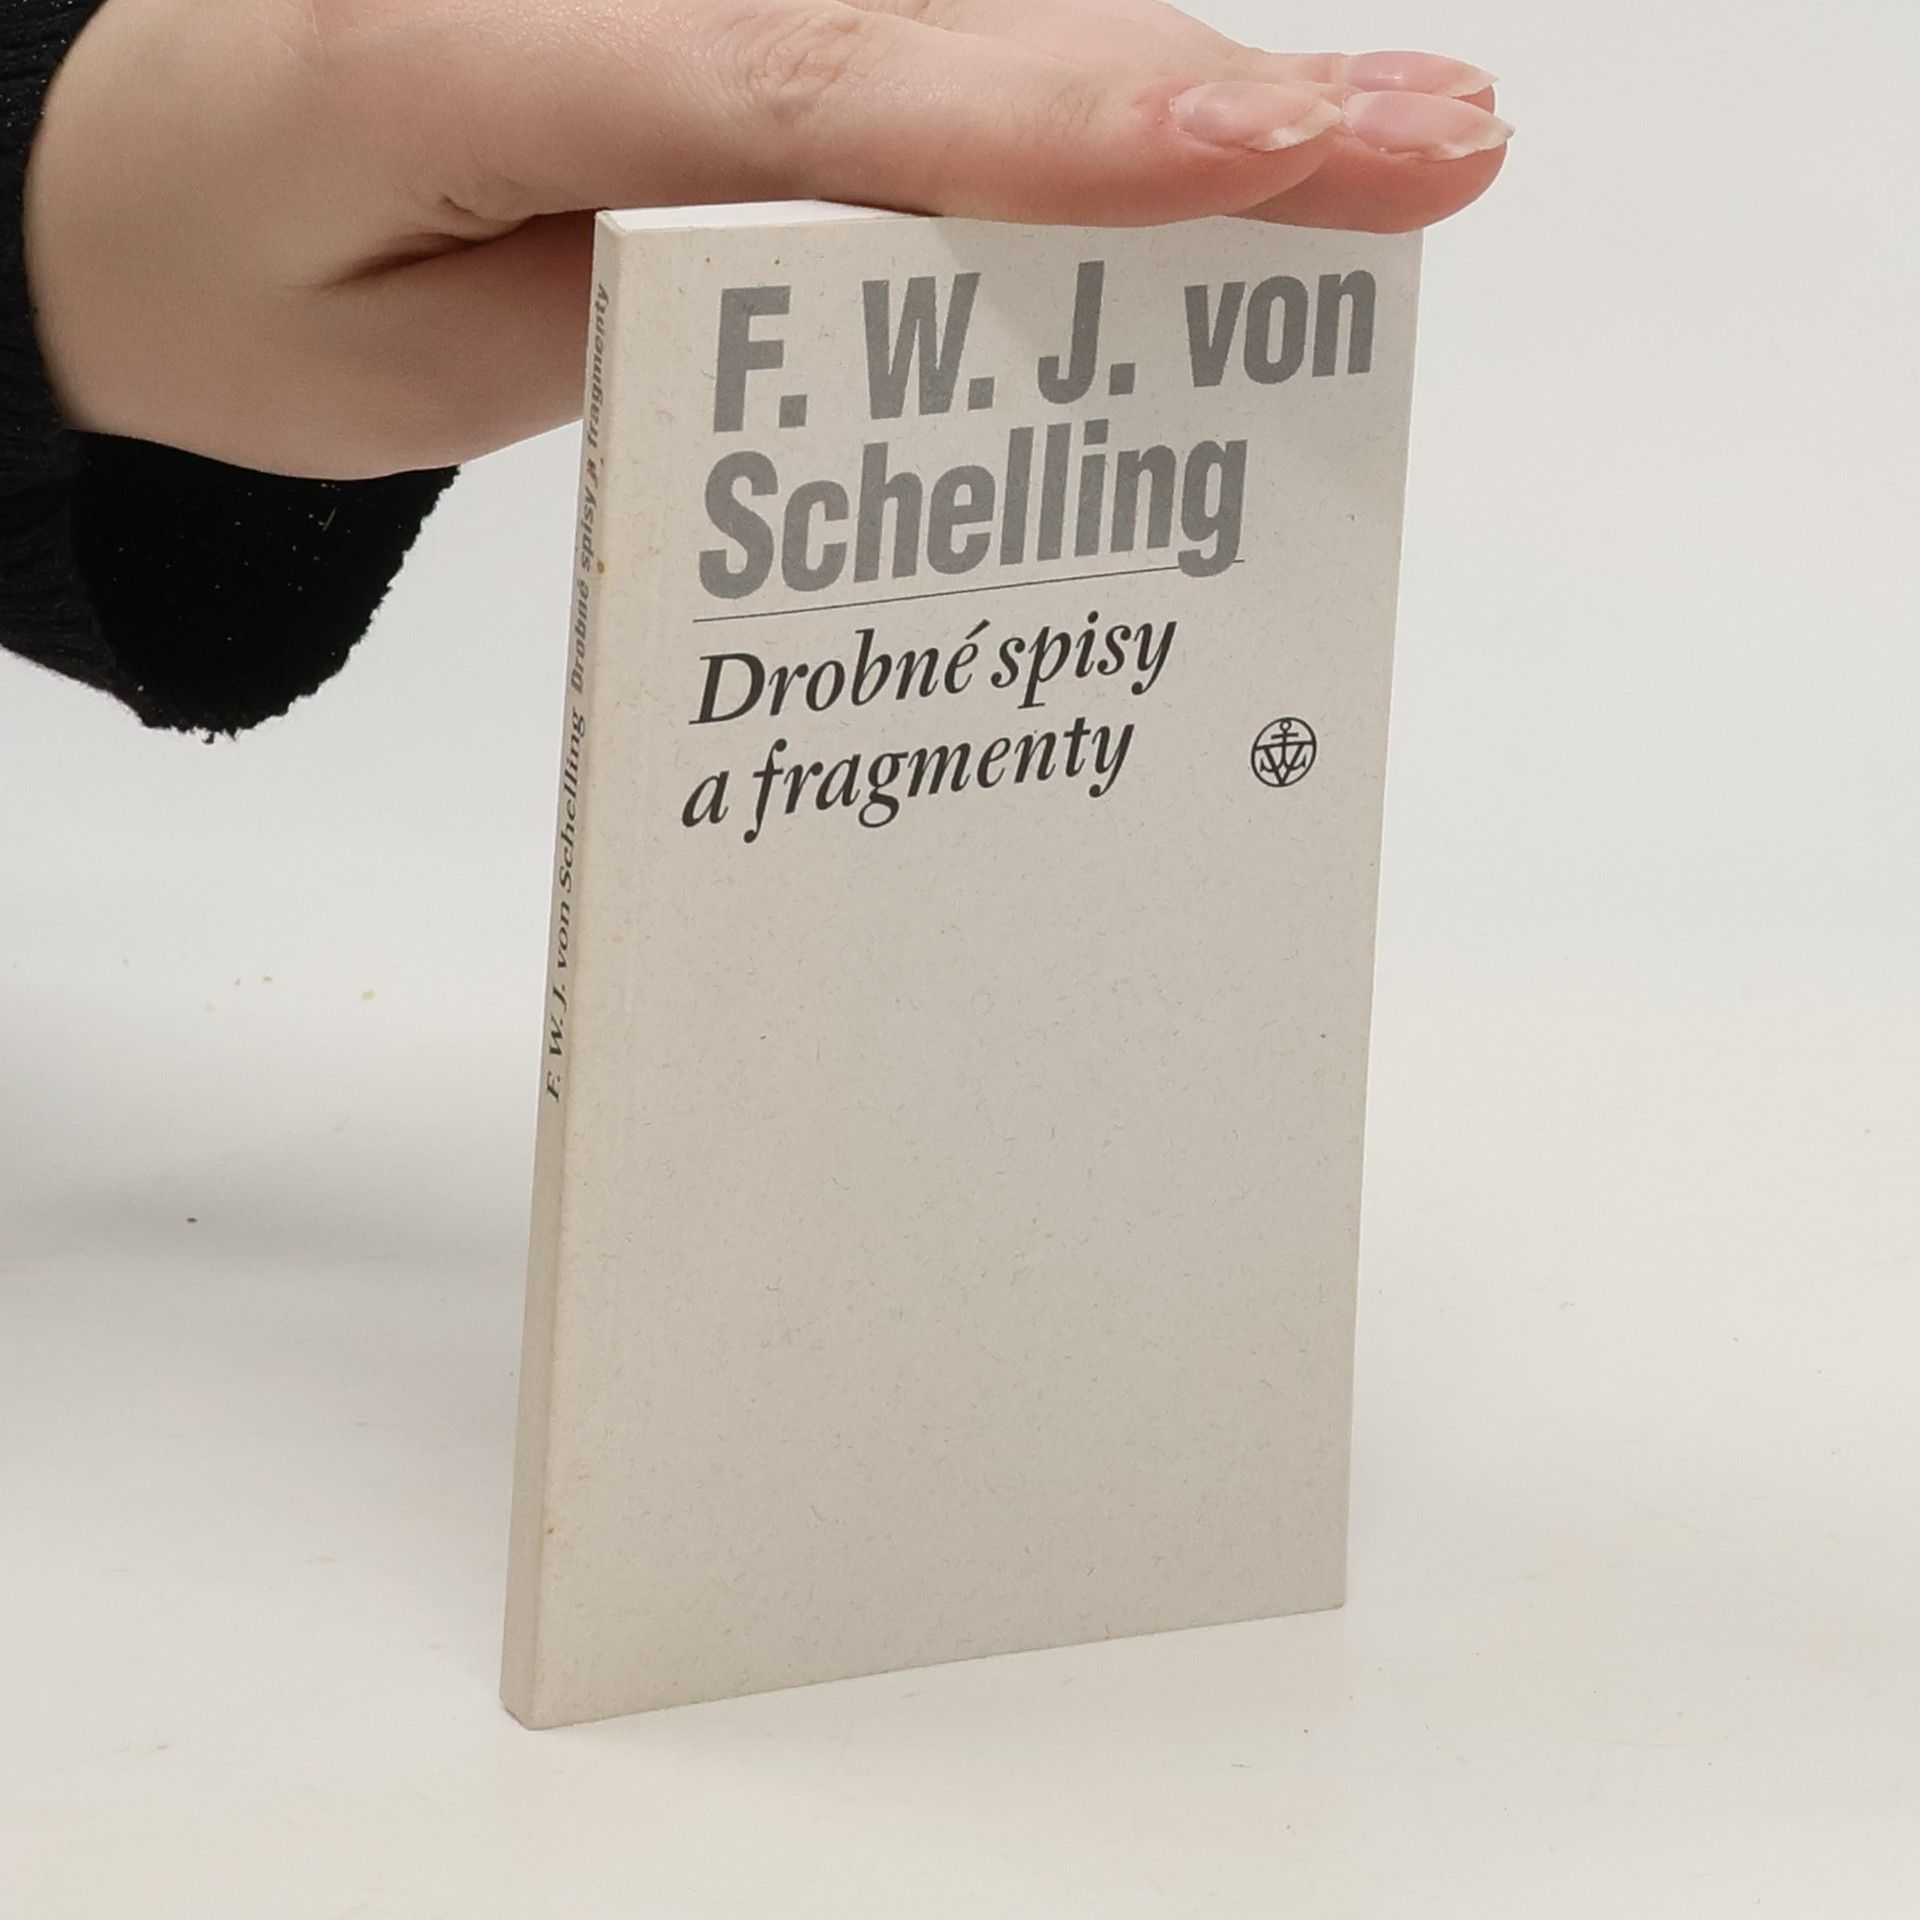 F. W. J. von
Schelling
Drobné spisy
a fragmenty
F. W. J. von Schelling Drobné spisy a fragmenty